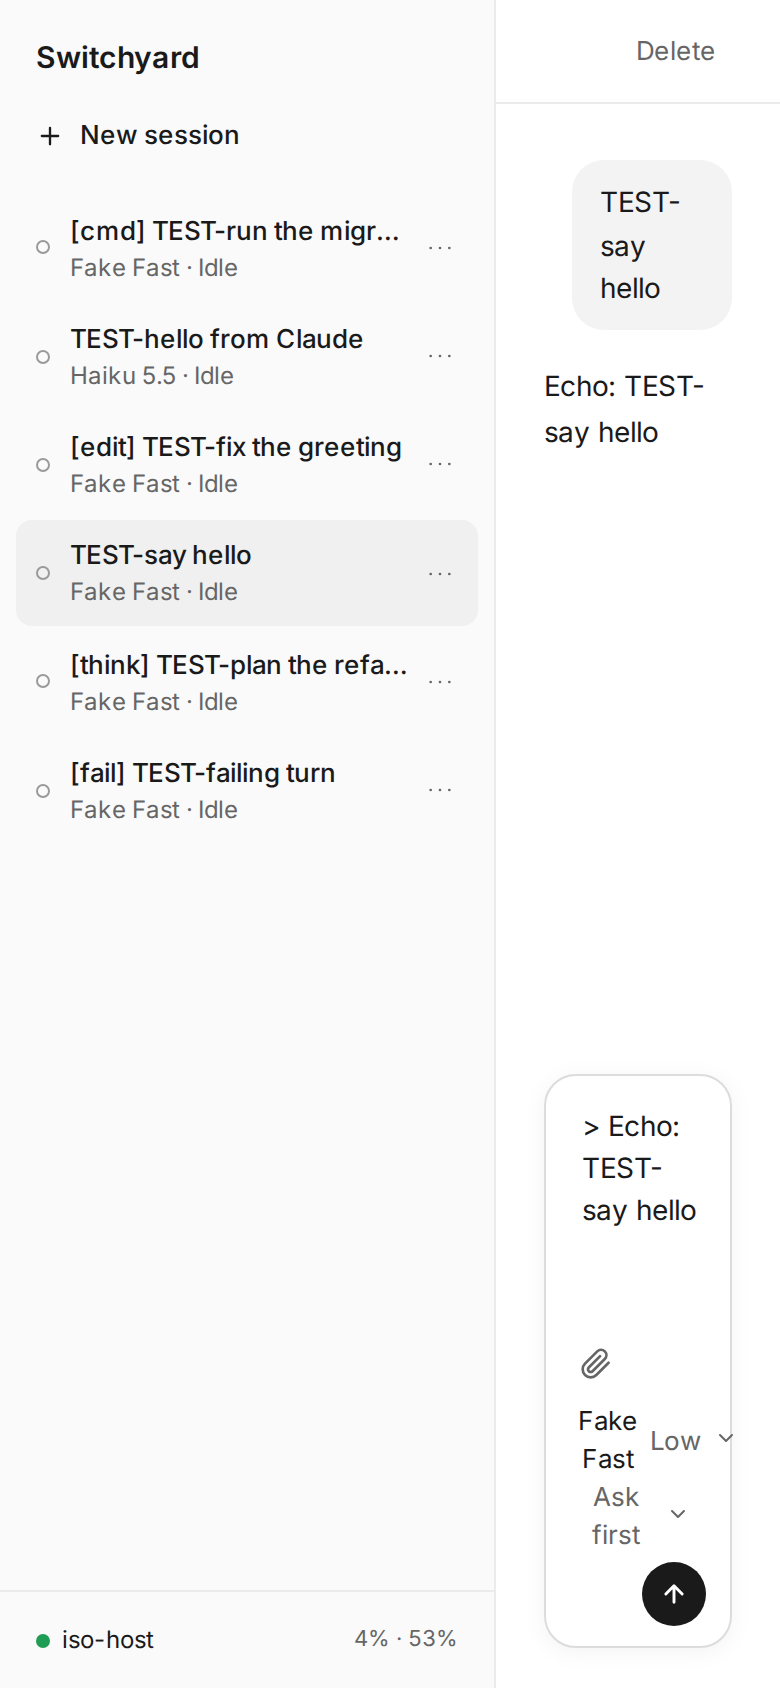 Switchyard
New session
[cmd] TEST-run the migr...
Fake Fast · Idle
TEST-hello from Claude
Haiku 5.5 · Idle
[edit] TEST-fix the greeting
Fake Fast · Idle
TEST-say hello
Fake Fast · Idle
[think] TEST-plan the refa...
Fake Fast · Idle
[fail] TEST-failing turn
Fake Fast · Idle
iso-host
4% · 53%
Delete
TEST-
say
hello
Echo: TEST-
say hello
> Echo:
TEST-
say hello
Fake
Fast
Low
Ask
first